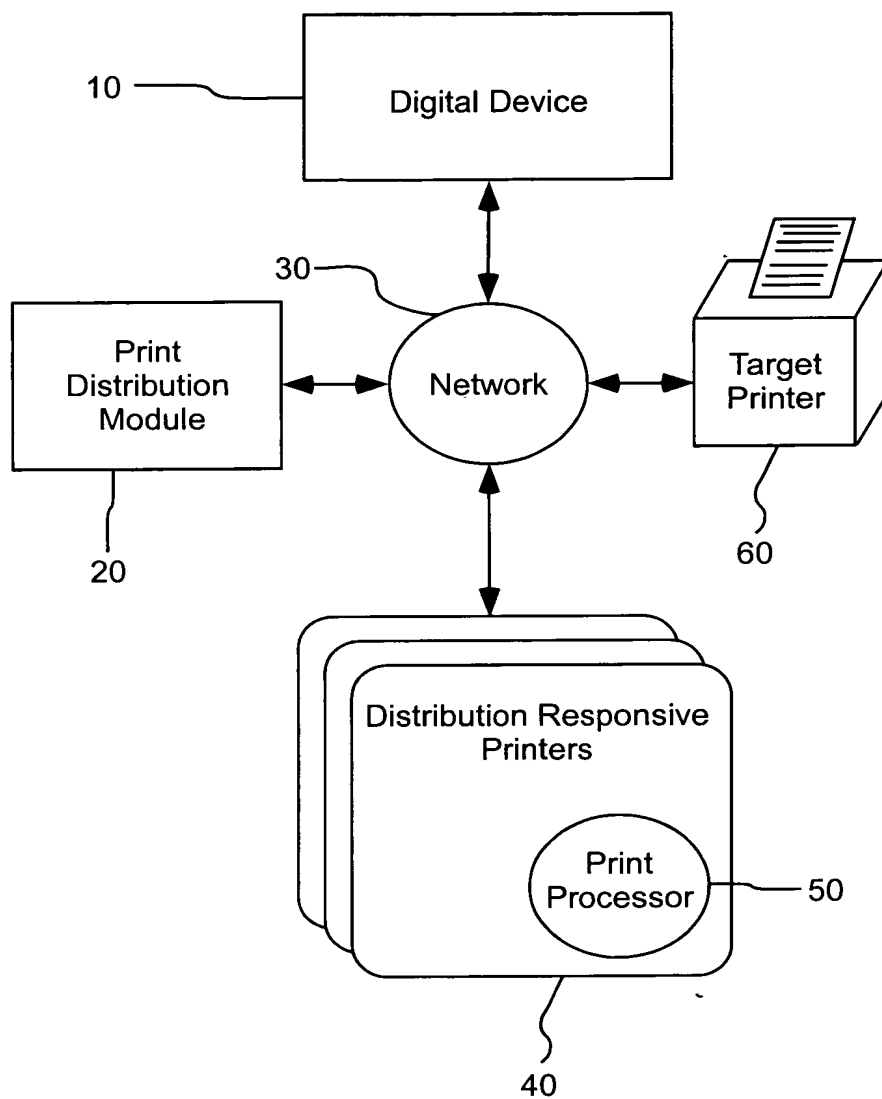 10
Digital Device
30
Print
Distribution
Module
Network
Target
Printer
20
60
Distribution Responsive
Printers
Print
Processor
50
40